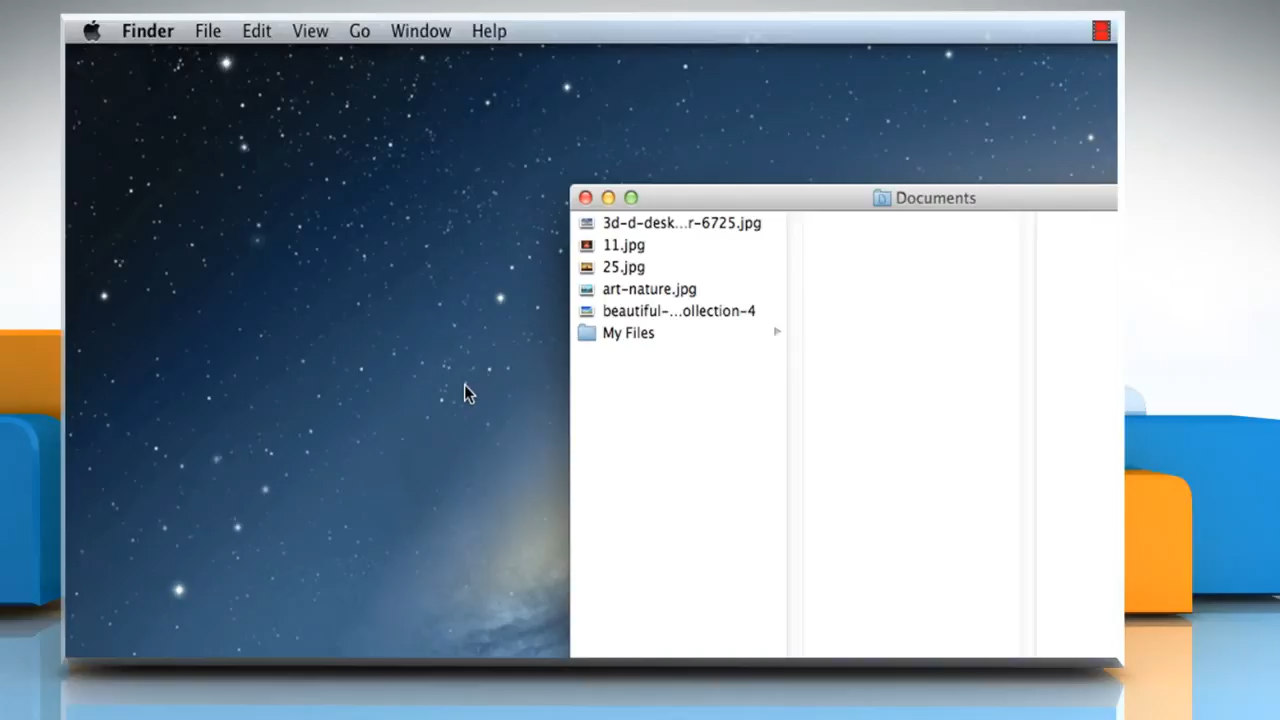 Finder File Edit View Go Window Help
Documents
3d-d-desk...r-6725.jpg
11.jpg
25.jpg
art-nature.jpg
beautiful-...ollection-4
My Files